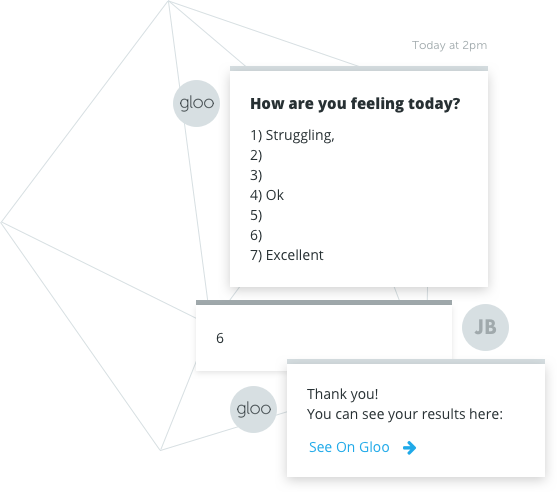 Today at 2pm
gloo
How are you feeling today?
1) Struggling,
2)
3)
4) Ok
5)
6)
7) Excellent
6
JB
gloo
Thank you!
You can see your results here:
See On Gloo